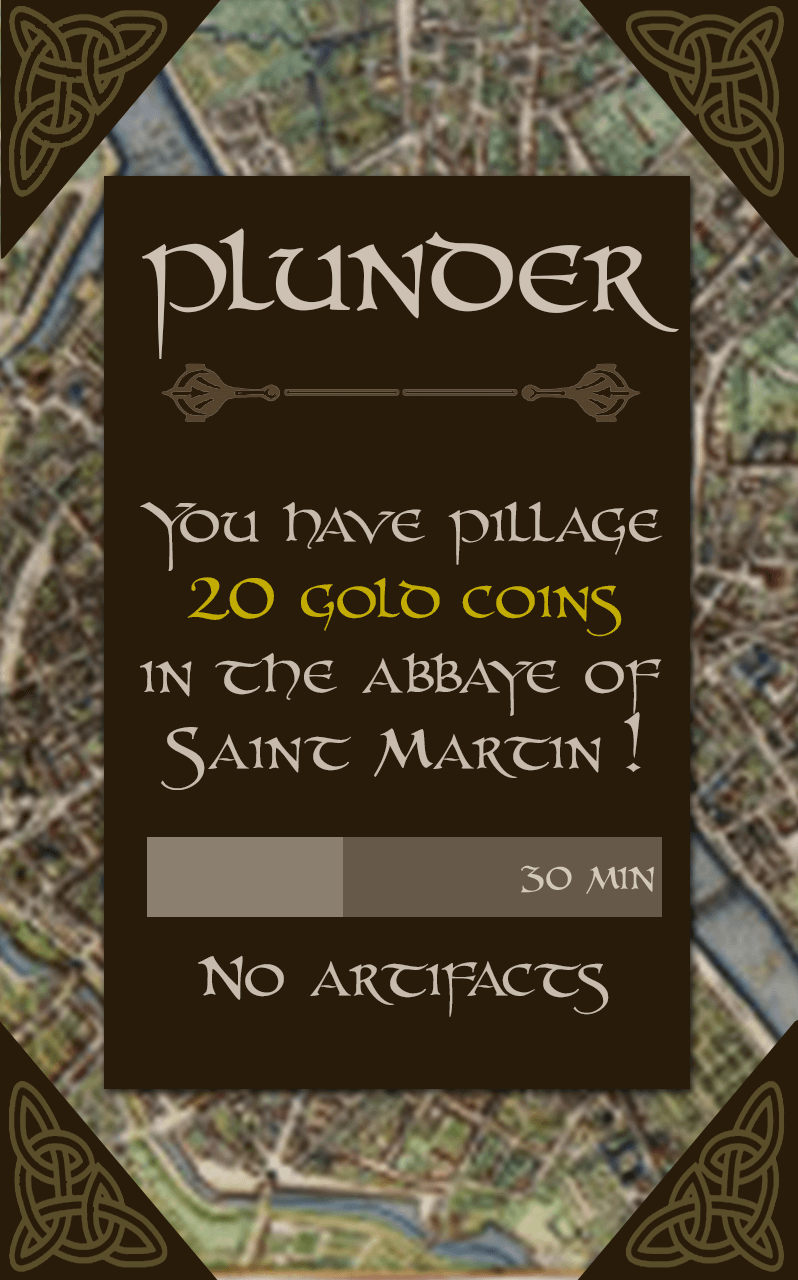 Plunder
You have pillage
20 gold coins
in the abbaye of
Saint Martin !
30 min
No artifacts